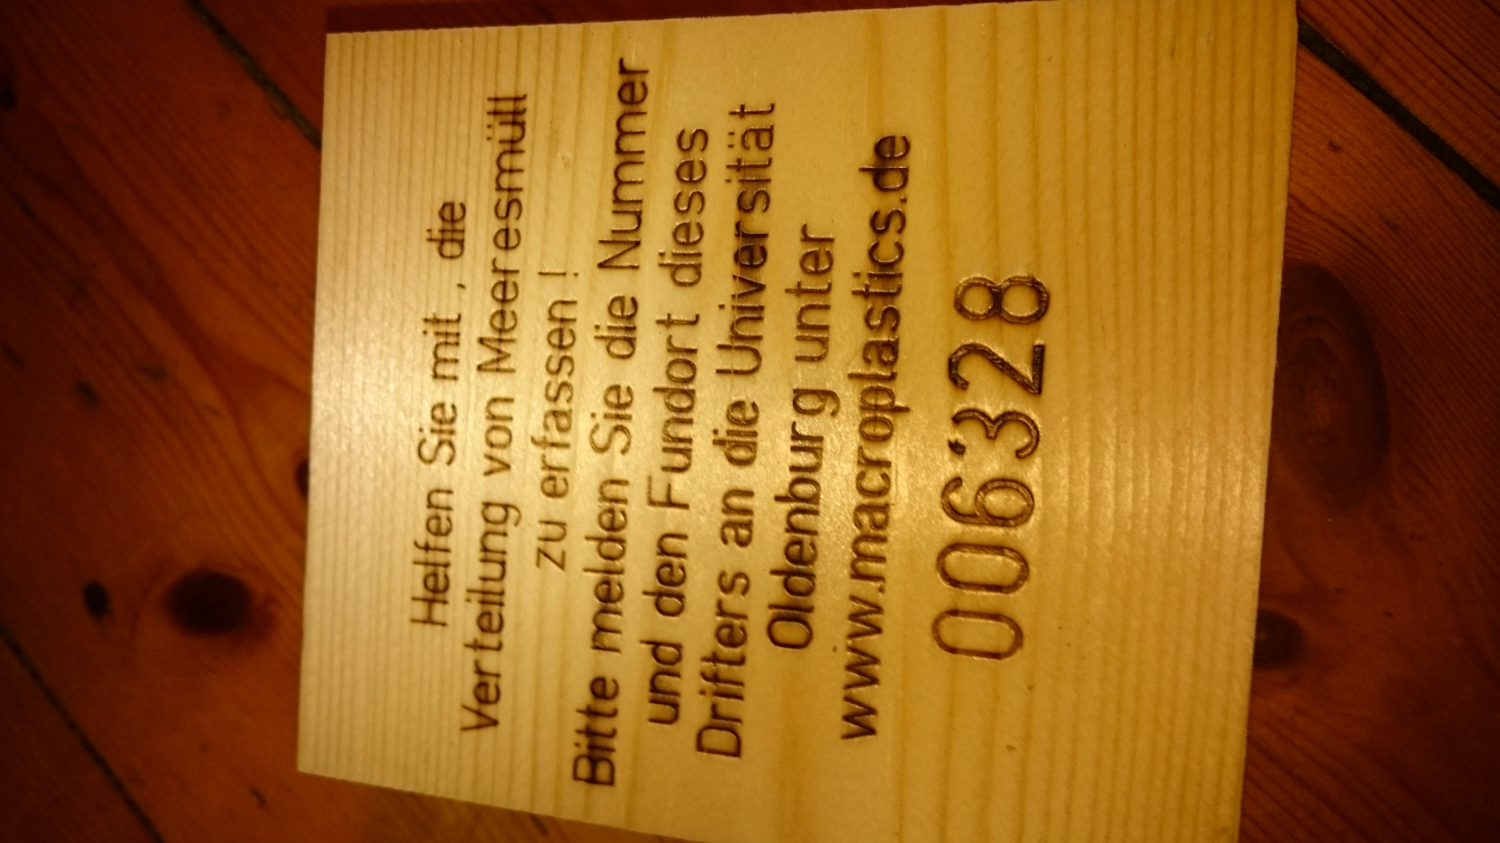 Helfen Sie mit , die
Verteilung von Meeresmüll
zu erfassen !
Bitte melden Sie die Nummer
und den Fundort dieses
Drifters an die Universität
Oldenburg unter
www.macroplastics.de
006328